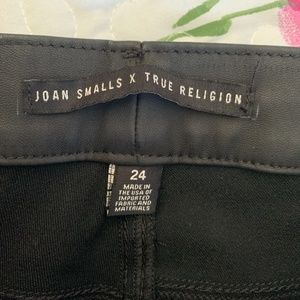 JOAN SMALLS X TRUE RELIGION
24
MADE IN
THE USA OF
IMPORTED
FABRIC AND
MATERIALS